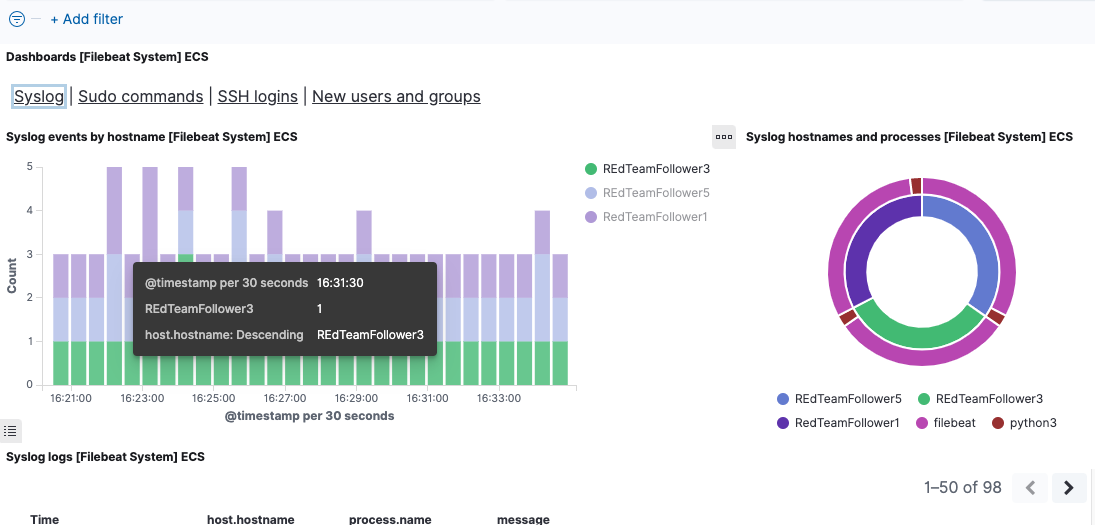 + Add filter
Dashboards [Filebeat System] ECS
Syslog | Sudo commands | SSH logins | New users and groups
Syslog events by hostname [Filebeat System] ECS
5
4
3
2
1
0
Count
16:21:00 16:23:00 16:25:00 16:27:00 16:29:00 16:31:00 16:33:00
@timestamp per 30 seconds
@timestamp per 30 seconds 16:31:30
REdTeamFollower3 1
host.hostname: Descending REdTeamFollower3
REdTeamFollower3
REdTeamFollower5
RedTeamFollower1
Syslog hostnames and processes [Filebeat System] ECS
REdTeamFollower5 REdTeamFollower3
RedTeamFollower1 filebeat python3
Syslog logs [Filebeat System] ECS
1–50 of 98
Time host.hostname process.name message